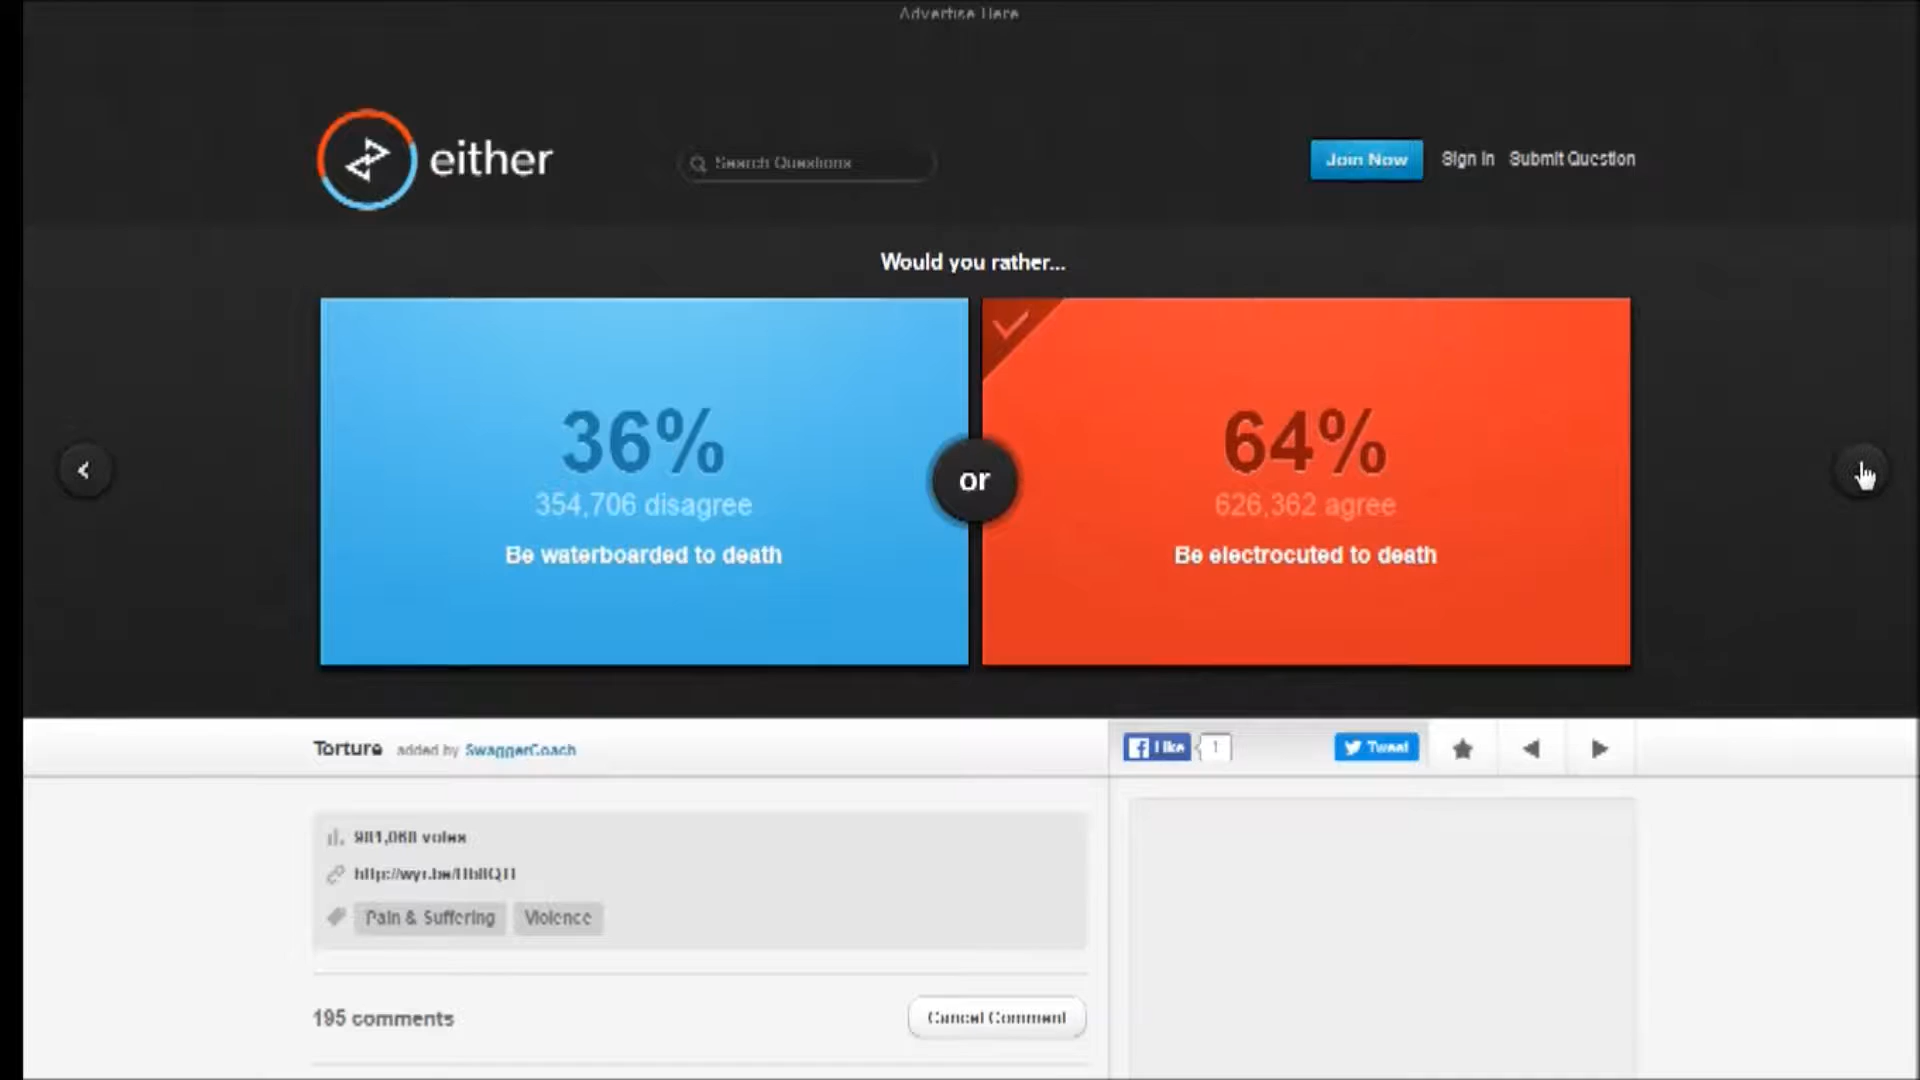 Advertise Here
either
Search Questions
Join Now
Sign In
Submit Question
Would you rather...
36%
354,706 disagree
Be waterboarded to death
or
64%
626,362 agree
Be electrocuted to death
Torture added by SwaggerCoach
Like
1
Tweet
981,068 votes
Pain & Suffering
Violence
195 comments
Cancel Comment